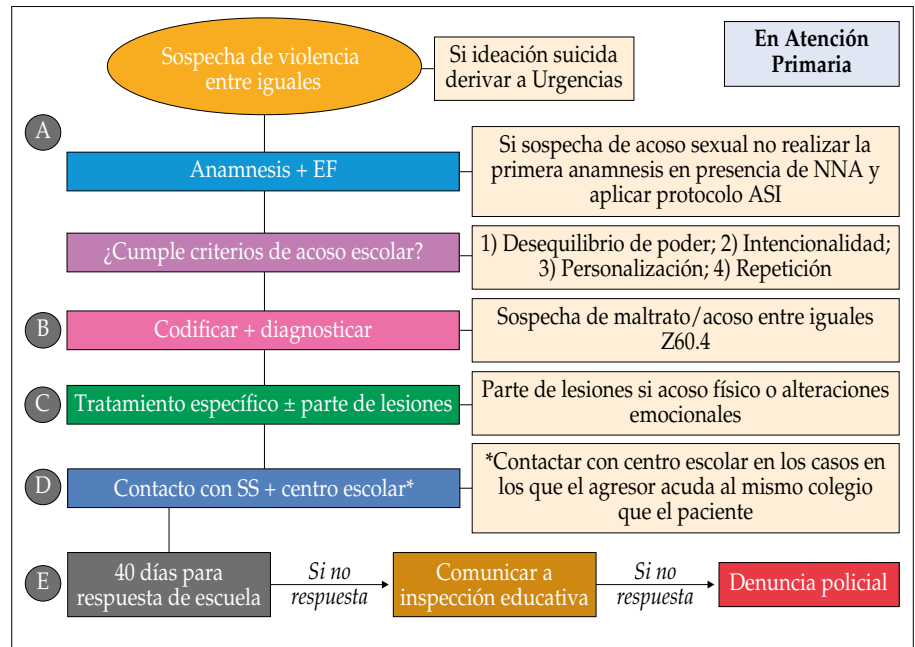 Sospecha de violencia
entre iguales
Si ideación suicida
derivar a Urgencias
En Atención
Primaria
A
Anamnesis + EF
Si sospecha de acoso sexual no realizar la
primera anamnesis en presencia de NNA y
aplicar protocolo ASI
¿Cumple criterios de acoso escolar?
1) Desequilibrio de poder; 2) Intencionalidad;
3) Personalización; 4) Repetición
B
Codificar + diagnosticar
Sospecha de maltrato/acoso entre iguales
Z60.4
C
Tratamiento específico ± parte de lesiones
Parte de lesiones si acoso físico o alteraciones
emocionales
D
Contacto con SS + centro escolar*
*Contactar con centro escolar en los casos en
los que el agresor acuda al mismo colegio
que el paciente
E
40 días para
respuesta de escuela
Si no
respuesta
Comunicar a
inspección educativa
Si no
respuesta
Denuncia policial